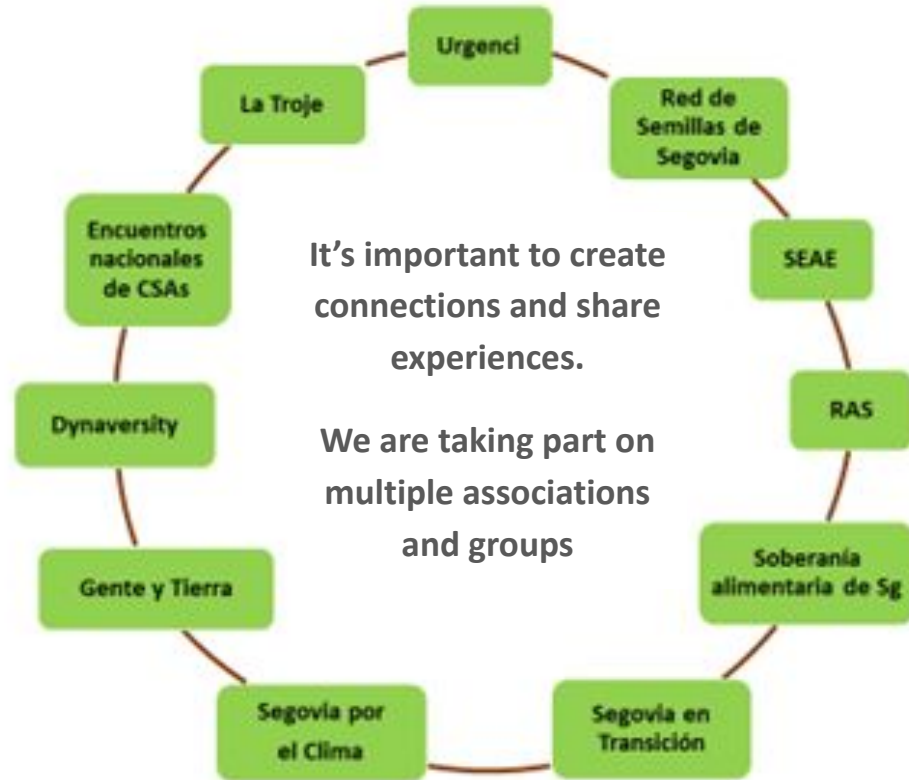 Urgenci
Red de
Semillas de
Segovia
SEAE
RAS
Soberanía
alimentaria de Sg
Segovia en
Transición
Segovia por
el Clima
Gente y Tierra
Dynaversity
Encuentros
nacionales
de CSAs
La Troje
It’s important to create
connections and share
experiences.
We are taking part on
multiple associations
and groups